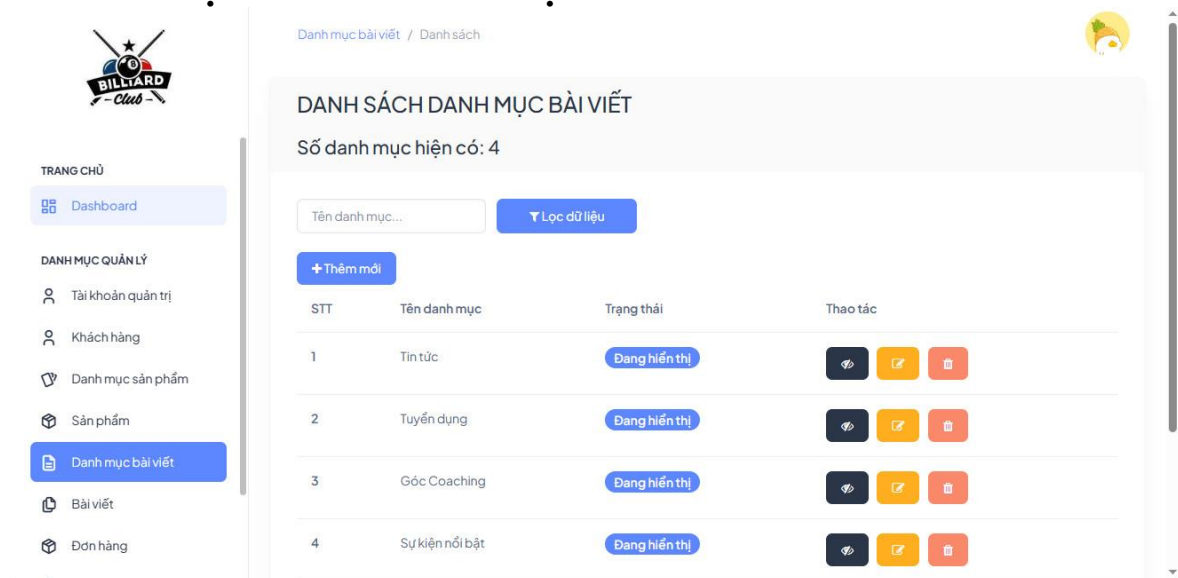 BILLIARD
- Club -
TRANG CHỦ
Dashboard
DANH MỤC QUẢN LÝ
Tài khoản quản trị
Khách hàng
Danh mục sản phẩm
Sản phẩm
Danh mục bài viết
Bài viết
Đơn hàng
Danh mục bài viết / Danh sách
DANH SÁCH DANH MỤC BÀI VIẾT
Số danh mục hiện có: 4
Tên danh mục...
Lọc dữ liệu
+Thêm mới
STT Tên danh mục Trạng thái Thao tác
1 Tin tức Đang hiển thị
2 Tuyển dụng Đang hiển thị
3 Góc Coaching Đang hiển thị
4 Sự kiện nổi bật Đang hiển thị